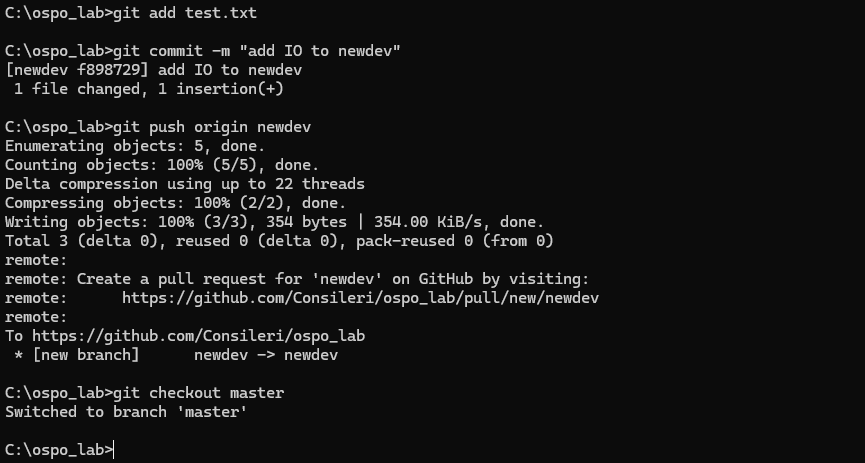 C:\ospo_lab>git add test.txt
C:\ospo_lab>git commit -m "add IO to newdev"
[newdev f898729] add IO to newdev
 1 file changed, 1 insertion(+)
C:\ospo_lab>git push origin newdev
Enumerating objects: 5, done.
Counting objects: 100% (5/5), done.
Delta compression using up to 22 threads
Compressing objects: 100% (2/2), done.
Writing objects: 100% (3/3), 354 bytes | 354.00 KiB/s, done.
Total 3 (delta 0), reused 0 (delta 0), pack-reused 0 (from 0)
remote:
remote: Create a pull request for 'newdev' on GitHub by visiting:
remote:      https://github.com/Consileri/ospo_lab/pull/new/newdev
remote:
To https://github.com/Consileri/ospo_lab
 * [new branch]      newdev -> newdev
C:\ospo_lab>git checkout master
Switched to branch 'master'
C:\ospo_lab>